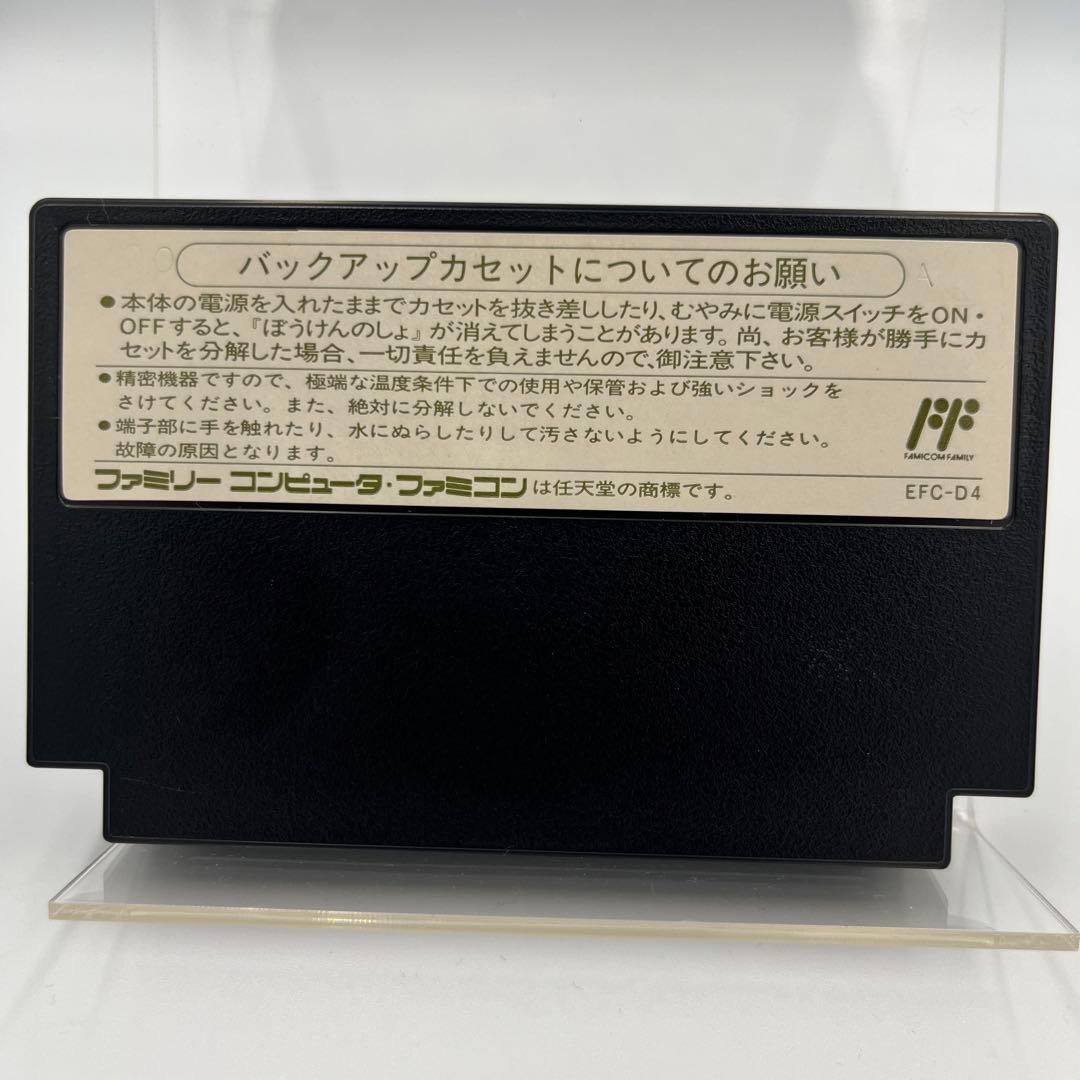 バックアップカセットについてのお願い
A
●本体の電源を入れたままでカセットを抜き差ししたり、むやみに電源スイッチをON・
OFFすると、『ぼうけんのしょ』が消えてしまうことがあります。尚、お客様が勝手にカ
セットを分解した場合、一切責任を負えませんので、御注意下さい。
●精密機器ですので、極端な温度条件下での使用や保管および強いショックを
さけてください。また、絶対に分解しないでください。
●端子部に手を触れたり、水にぬらしたりして汚さないようにしてください。
故障の原因となります。
FF
FAMICOM FAMILY
ファミリーコンピュータ・ファミコンは任天堂の商標です。
EFC-D4